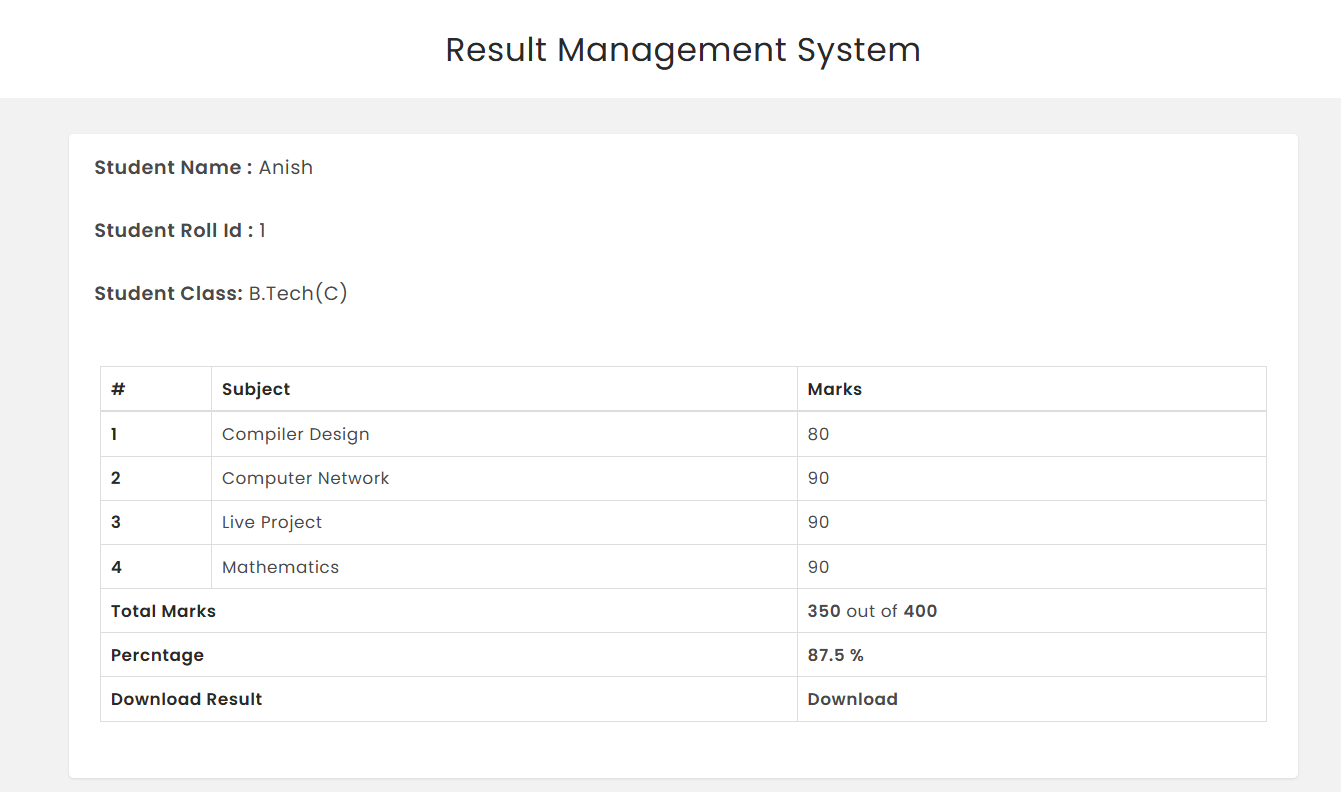 Result Management System
Student Name : Anish
Student Roll Id : 1
Student Class: B.Tech(C)
# Subject Marks
1 Compiler Design 80
2 Computer Network 90
3 Live Project 90
4 Mathematics 90
Total Marks 350 out of 400
Percntage 87.5 %
Download Result Download